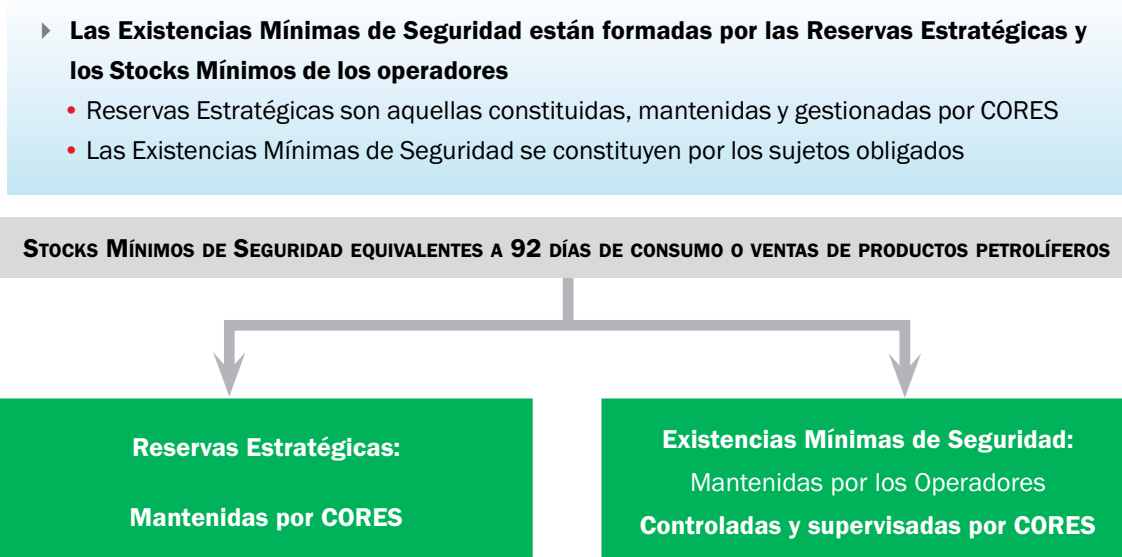 Las Existencias Mínimas de Seguridad están formadas por las Reservas Estratégicas y
los Stocks Mínimos de los operadores
• Reservas Estratégicas son aquellas constituidas, mantenidas y gestionadas por CORES
• Las Existencias Mínimas de Seguridad se constituyen por los sujetos obligados
STOCKS MÍNIMOS DE SEGURIDAD EQUIVALENTES A 92 DÍAS DE CONSUMO O VENTAS DE PRODUCTOS PETROLÍFEROS
Reservas Estratégicas:
Mantenidas por CORES
Existencias Mínimas de Seguridad:
Mantenidas por los Operadores
Controladas y supervisadas por CORES